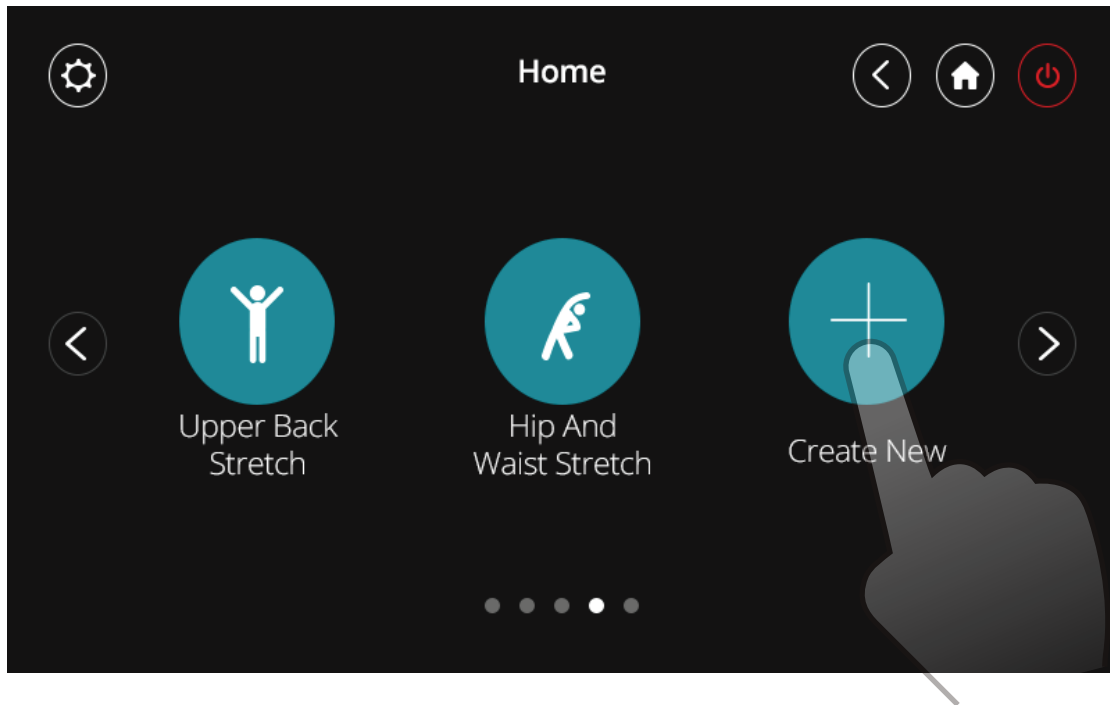 Home
Upper Back
Stretch
Hip And
Waist Stretch
Create New